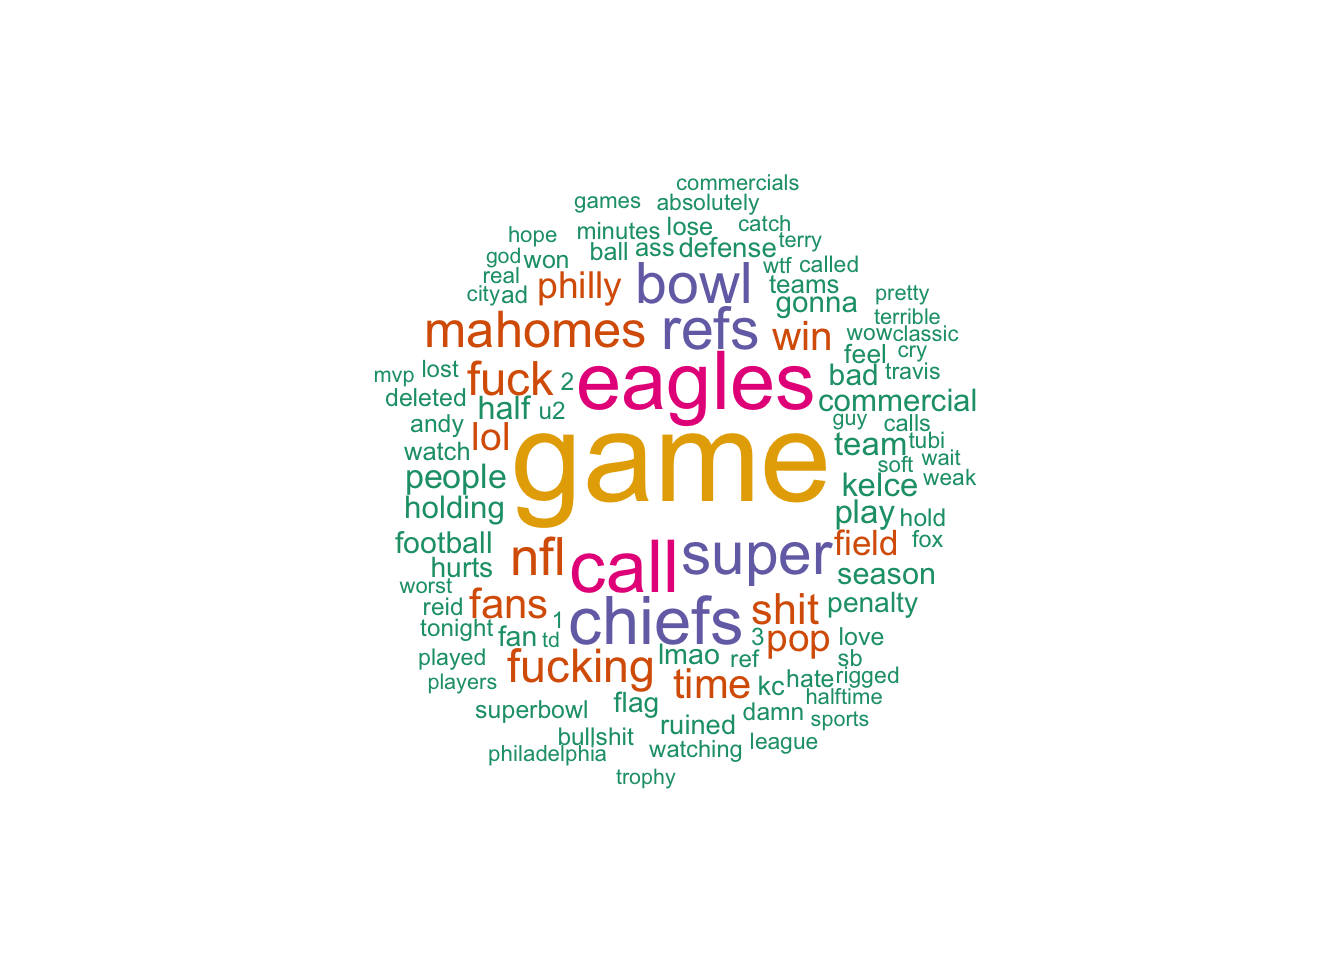 commercials
games absolutely
hope minutes lose catch
god won ball ass defense terry
real wtf called
city ad philly bowl teams
gonna pretty
mahomes refs win terrible
wow classic
mvp lost fuck 2 eagles feel cry
bad travis
deleted half u2 commercial
andy lol guy calls
watch game team tubi
people soft wait
holding kelce weak
play hold
football nfl call super field fox
hurts season
worst
reid fans 1 chiefs shit penalty
tonight fan td 3 pop love
played fucking lmao ref sb
players time kc hate rigged
superbowl flag damn halftime
ruined sports
bullshit league
philadelphia watching
trophy